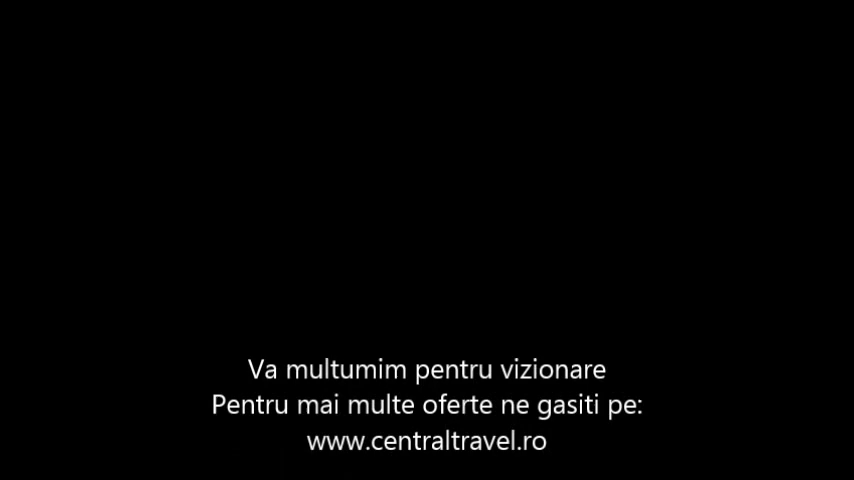 Va multumim pentru vizionare
Pentru mai multe oferte ne gasiti pe:
www.centraltravel.ro